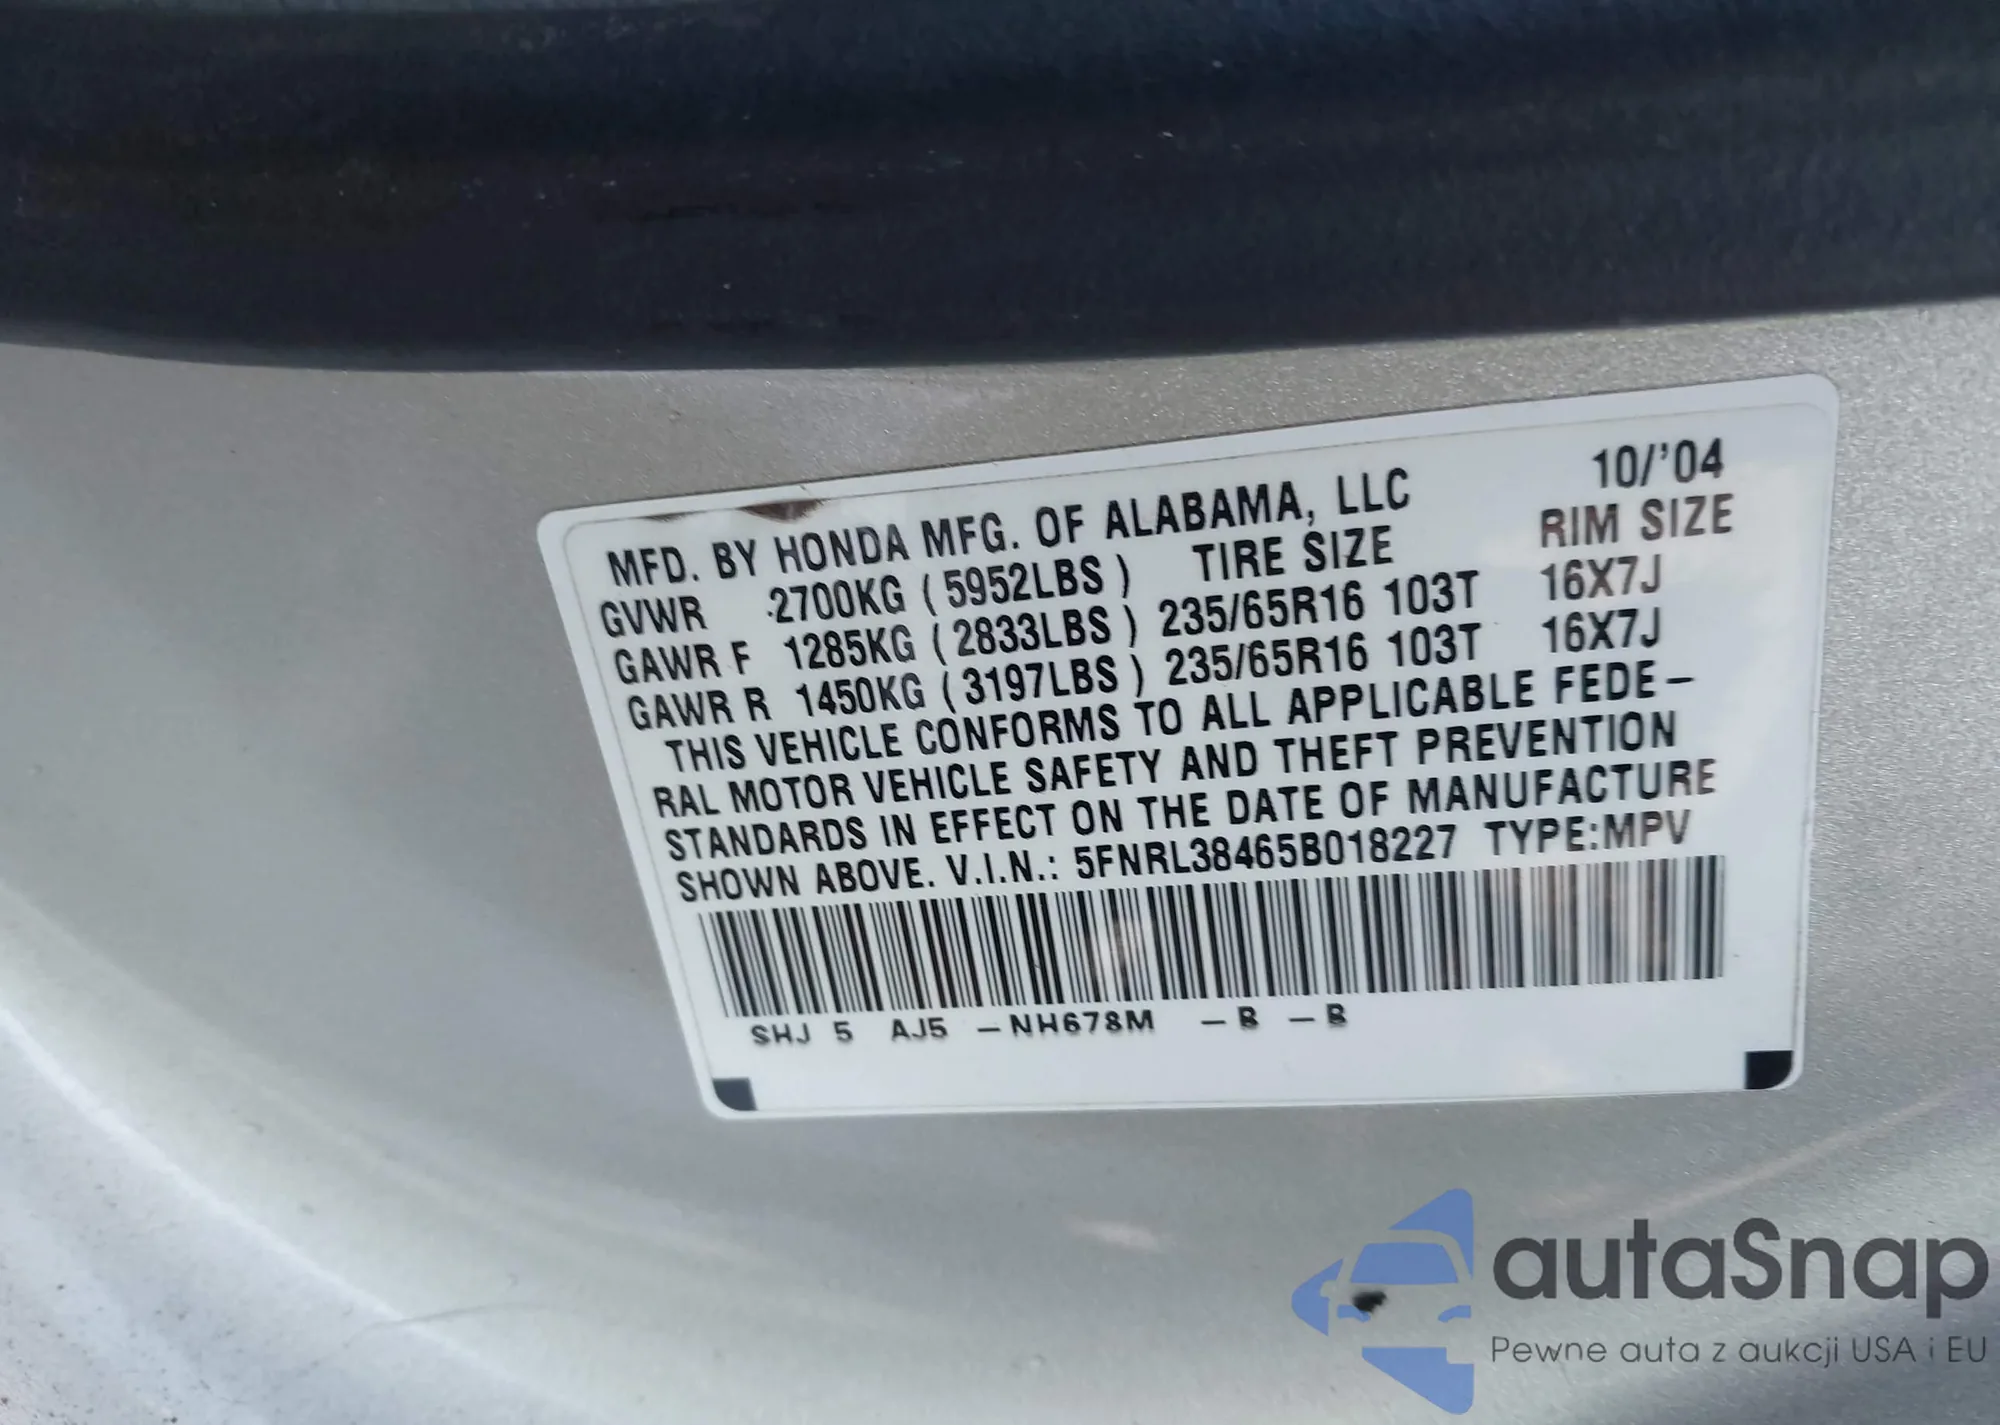 MFD. BY HONDA MFG. OF ALABAMA, LLC 10/'04
GVWR 2700KG ( 5952LBS ) TIRE SIZE RIM SIZE
GAWR F 1285KG ( 2833LBS ) 235/65R16 103T 16X7J
GAWR R 1450KG ( 3197LBS ) 235/65R16 103T 16X7J
THIS VEHICLE CONFORMS TO ALL APPLICABLE FEDE-
RAL MOTOR VEHICLE SAFETY AND THEFT PREVENTION
STANDARDS IN EFFECT ON THE DATE OF MANUFACTURE
SHOWN ABOVE. V.I.N.: 5FNRL38465B018227 TYPE:MPV
SHJ 5 AJ5 -NH678M -B -B
autaSnap
Pewne auta z aukcji USA i EU